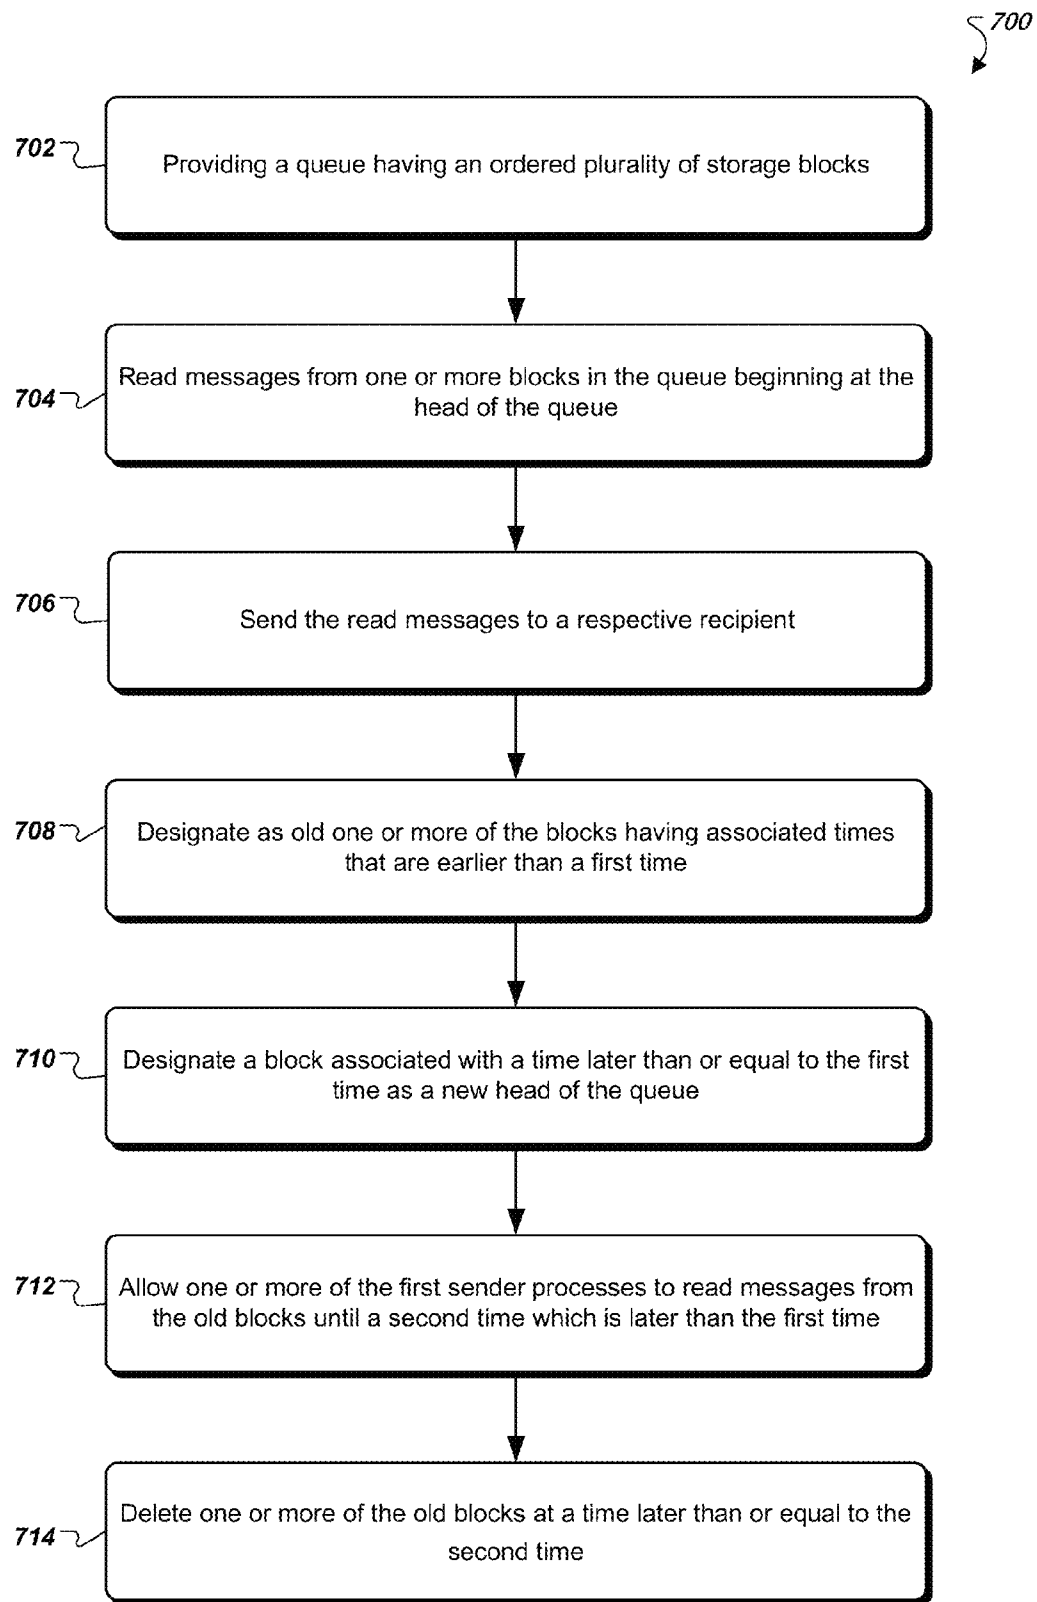 700
702
Providing a queue having an ordered plurality of storage blocks
704
Read messages from one or more blocks in the queue beginning at the
head of the queue
706
Send the read messages to a respective recipient
708
Designate as old one or more of the blocks having associated times
that are earlier than a first time
710
Designate a block associated with a time later than or equal to the first
time as a new head of the queue
712
Allow one or more of the first sender processes to read messages from
the old blocks until a second time which is later than the first time
714
Delete one or more of the old blocks at a time later than or equal to the
second time